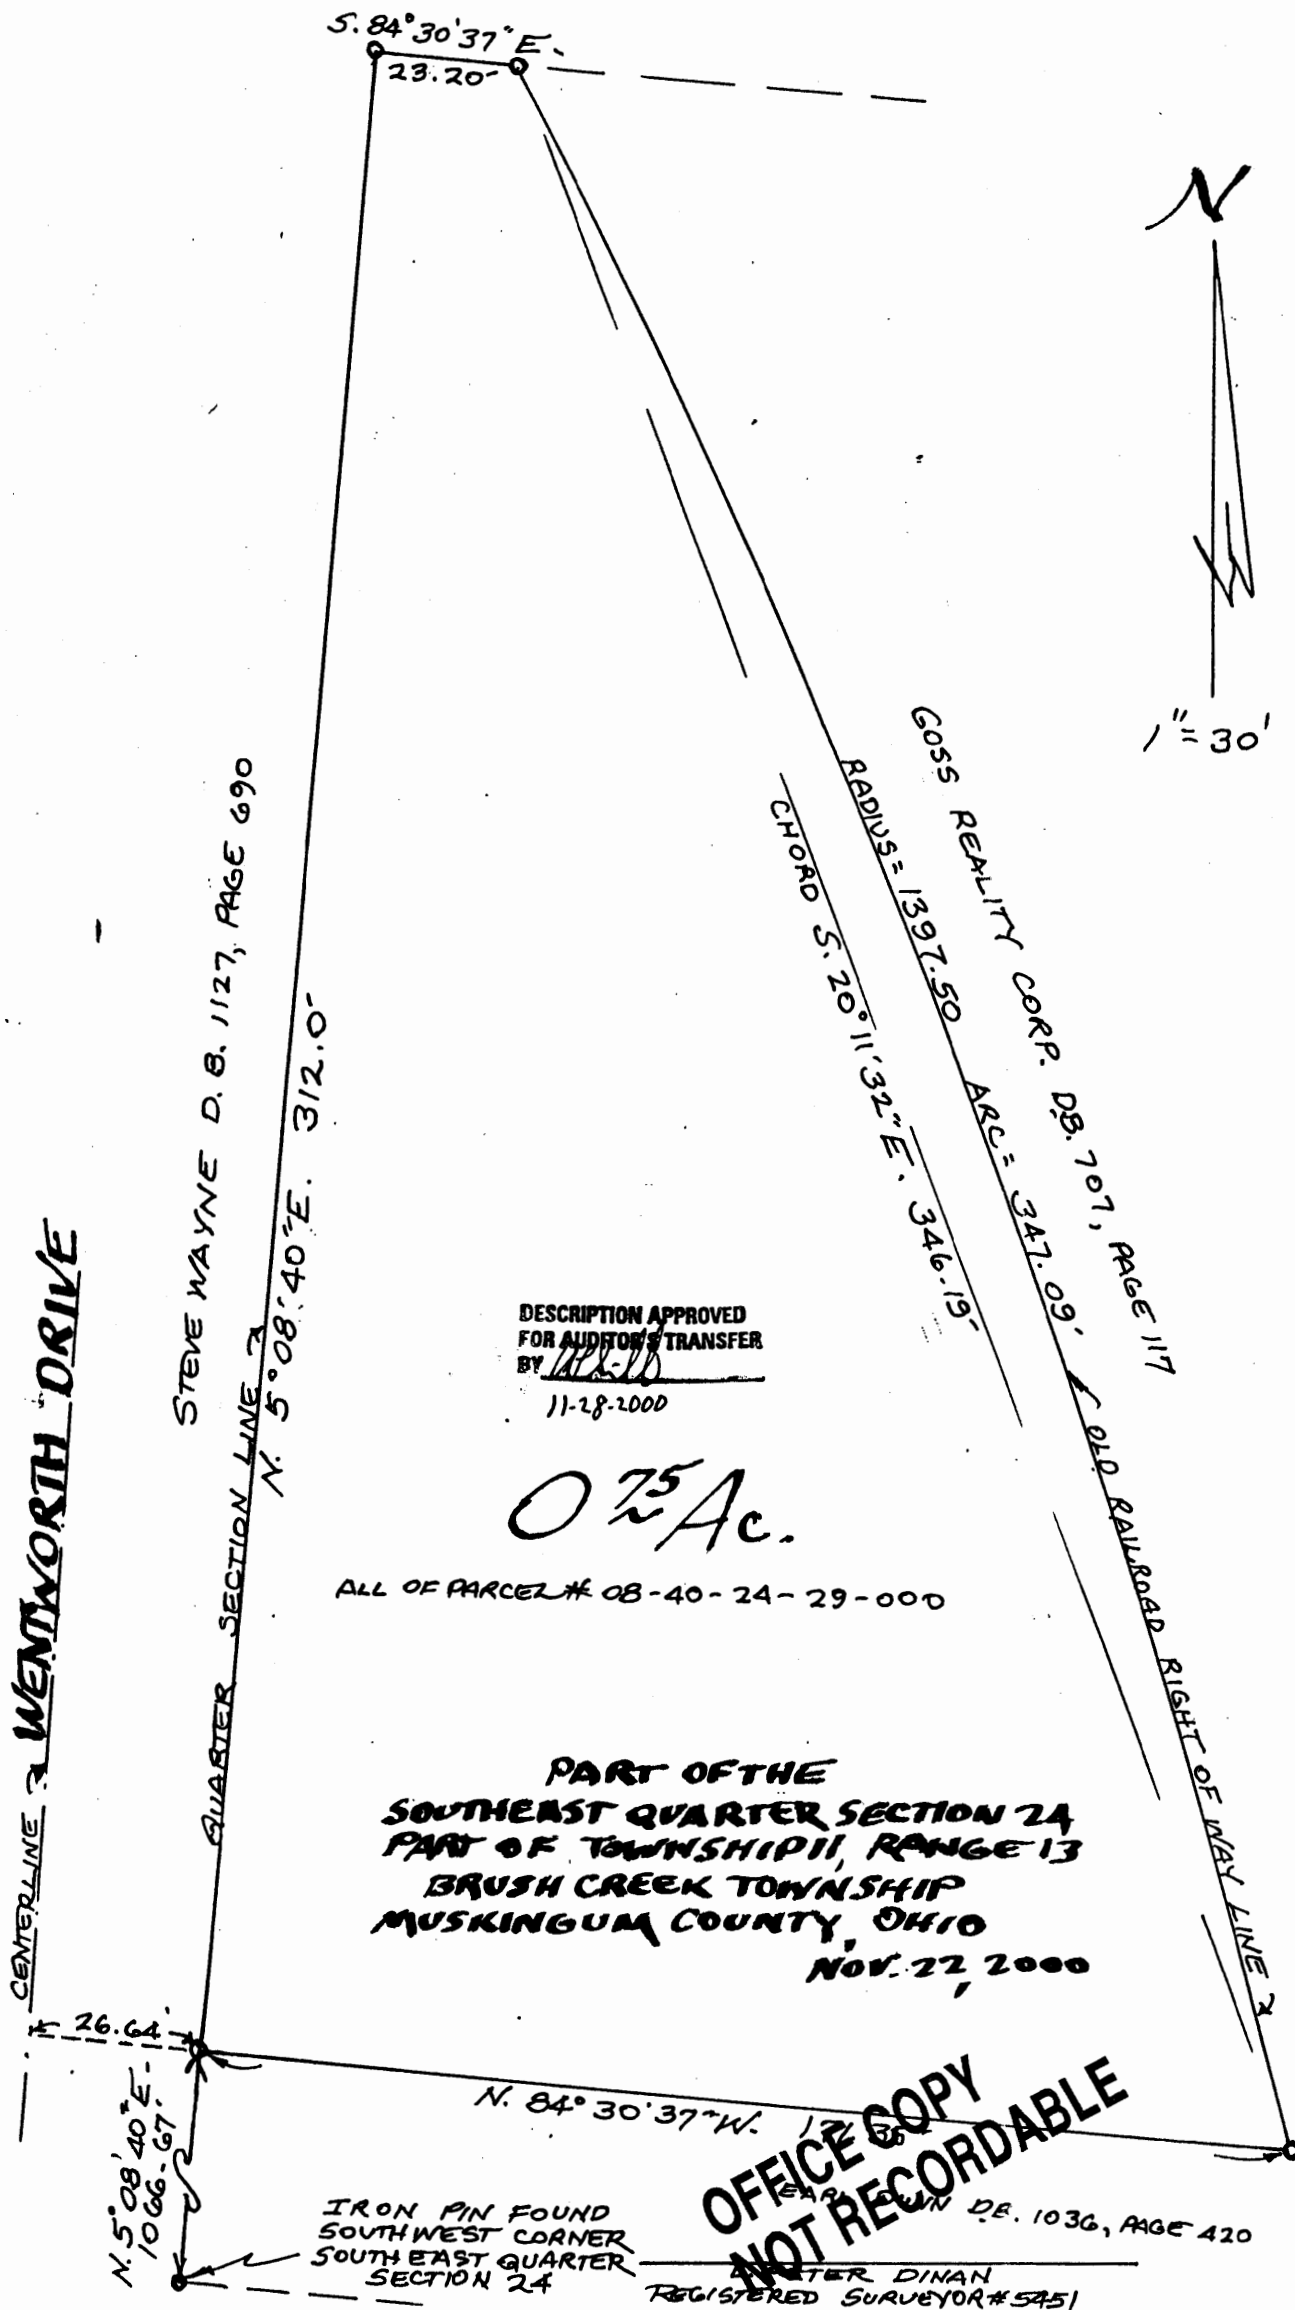 S. 84°30'37" E.
23.20'
N
1" = 30'
STEVE WAYNE D.B. 1127, PAGE 690
N. 5°08'40" E. 312.0'
QUARTER SECTION LINE
CENTERLINE WENTWORTH DRIVE
GOSS REALITY CORP. D.B. 707, PAGE 117
RADIUS = 1397.50 ARC = 347.09'
CHORD S. 20°11'32" E. 346.19'
OLD RAILROAD RIGHT OF WAY LINE
DESCRIPTION APPROVED
FOR AUDITOR'S TRANSFER
BY
11-28-2000
0.75 Ac.
ALL OF PARCEL # 08-40-24-29-000
PART OF THE
SOUTHEAST QUARTER SECTION 24
PART OF TOWNSHIP 11, RANGE 13
BRUSH CREEK TOWNSHIP
MUSKINGUM COUNTY, OHIO
NOV. 22, 2000
26.64'
N. 5°08'40" E.
1066.67'
N. 84°30'37" W.
OFFICE COPY
NOT RECORDABLE
D.B. 1036, PAGE 420
IRON PIN FOUND
SOUTHWEST CORNER
SOUTHEAST QUARTER
SECTION 24
DINAN
REGISTERED SURVEYOR # 5451